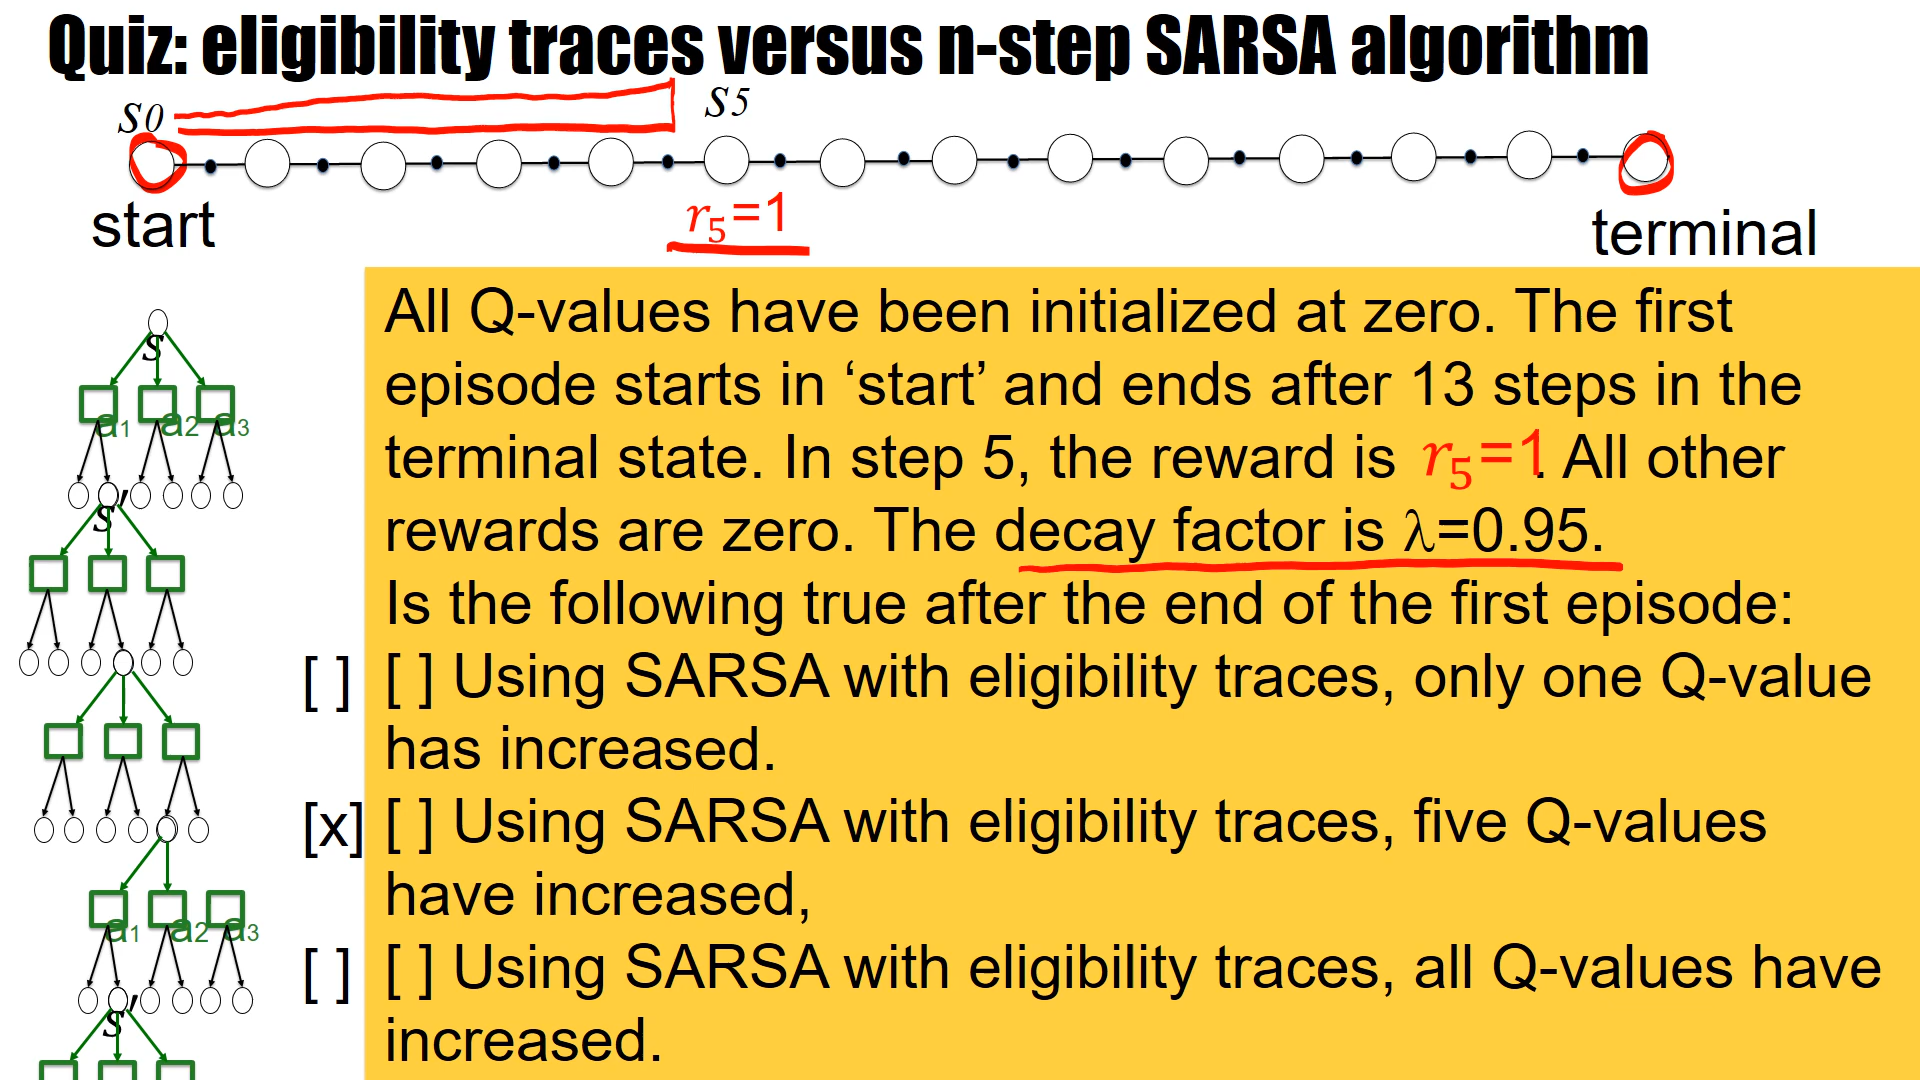 Quiz: eligibility traces versus n-step SARSA algorithm
s0
s5
r5=1
start
terminal
s
a1 a2 a3
s'
a1 a2 a3
s'
All Q-values have been initialized at zero. The first
episode starts in ‘start’ and ends after 13 steps in the
terminal state. In step 5, the reward is r5=1. All other
rewards are zero. The decay factor is λ=0.95.
Is the following true after the end of the first episode:
[ ] [ ] Using SARSA with eligibility traces, only one Q-value
has increased.
[x] [ ] Using SARSA with eligibility traces, five Q-values
have increased,
[ ] [ ] Using SARSA with eligibility traces, all Q-values have
increased.